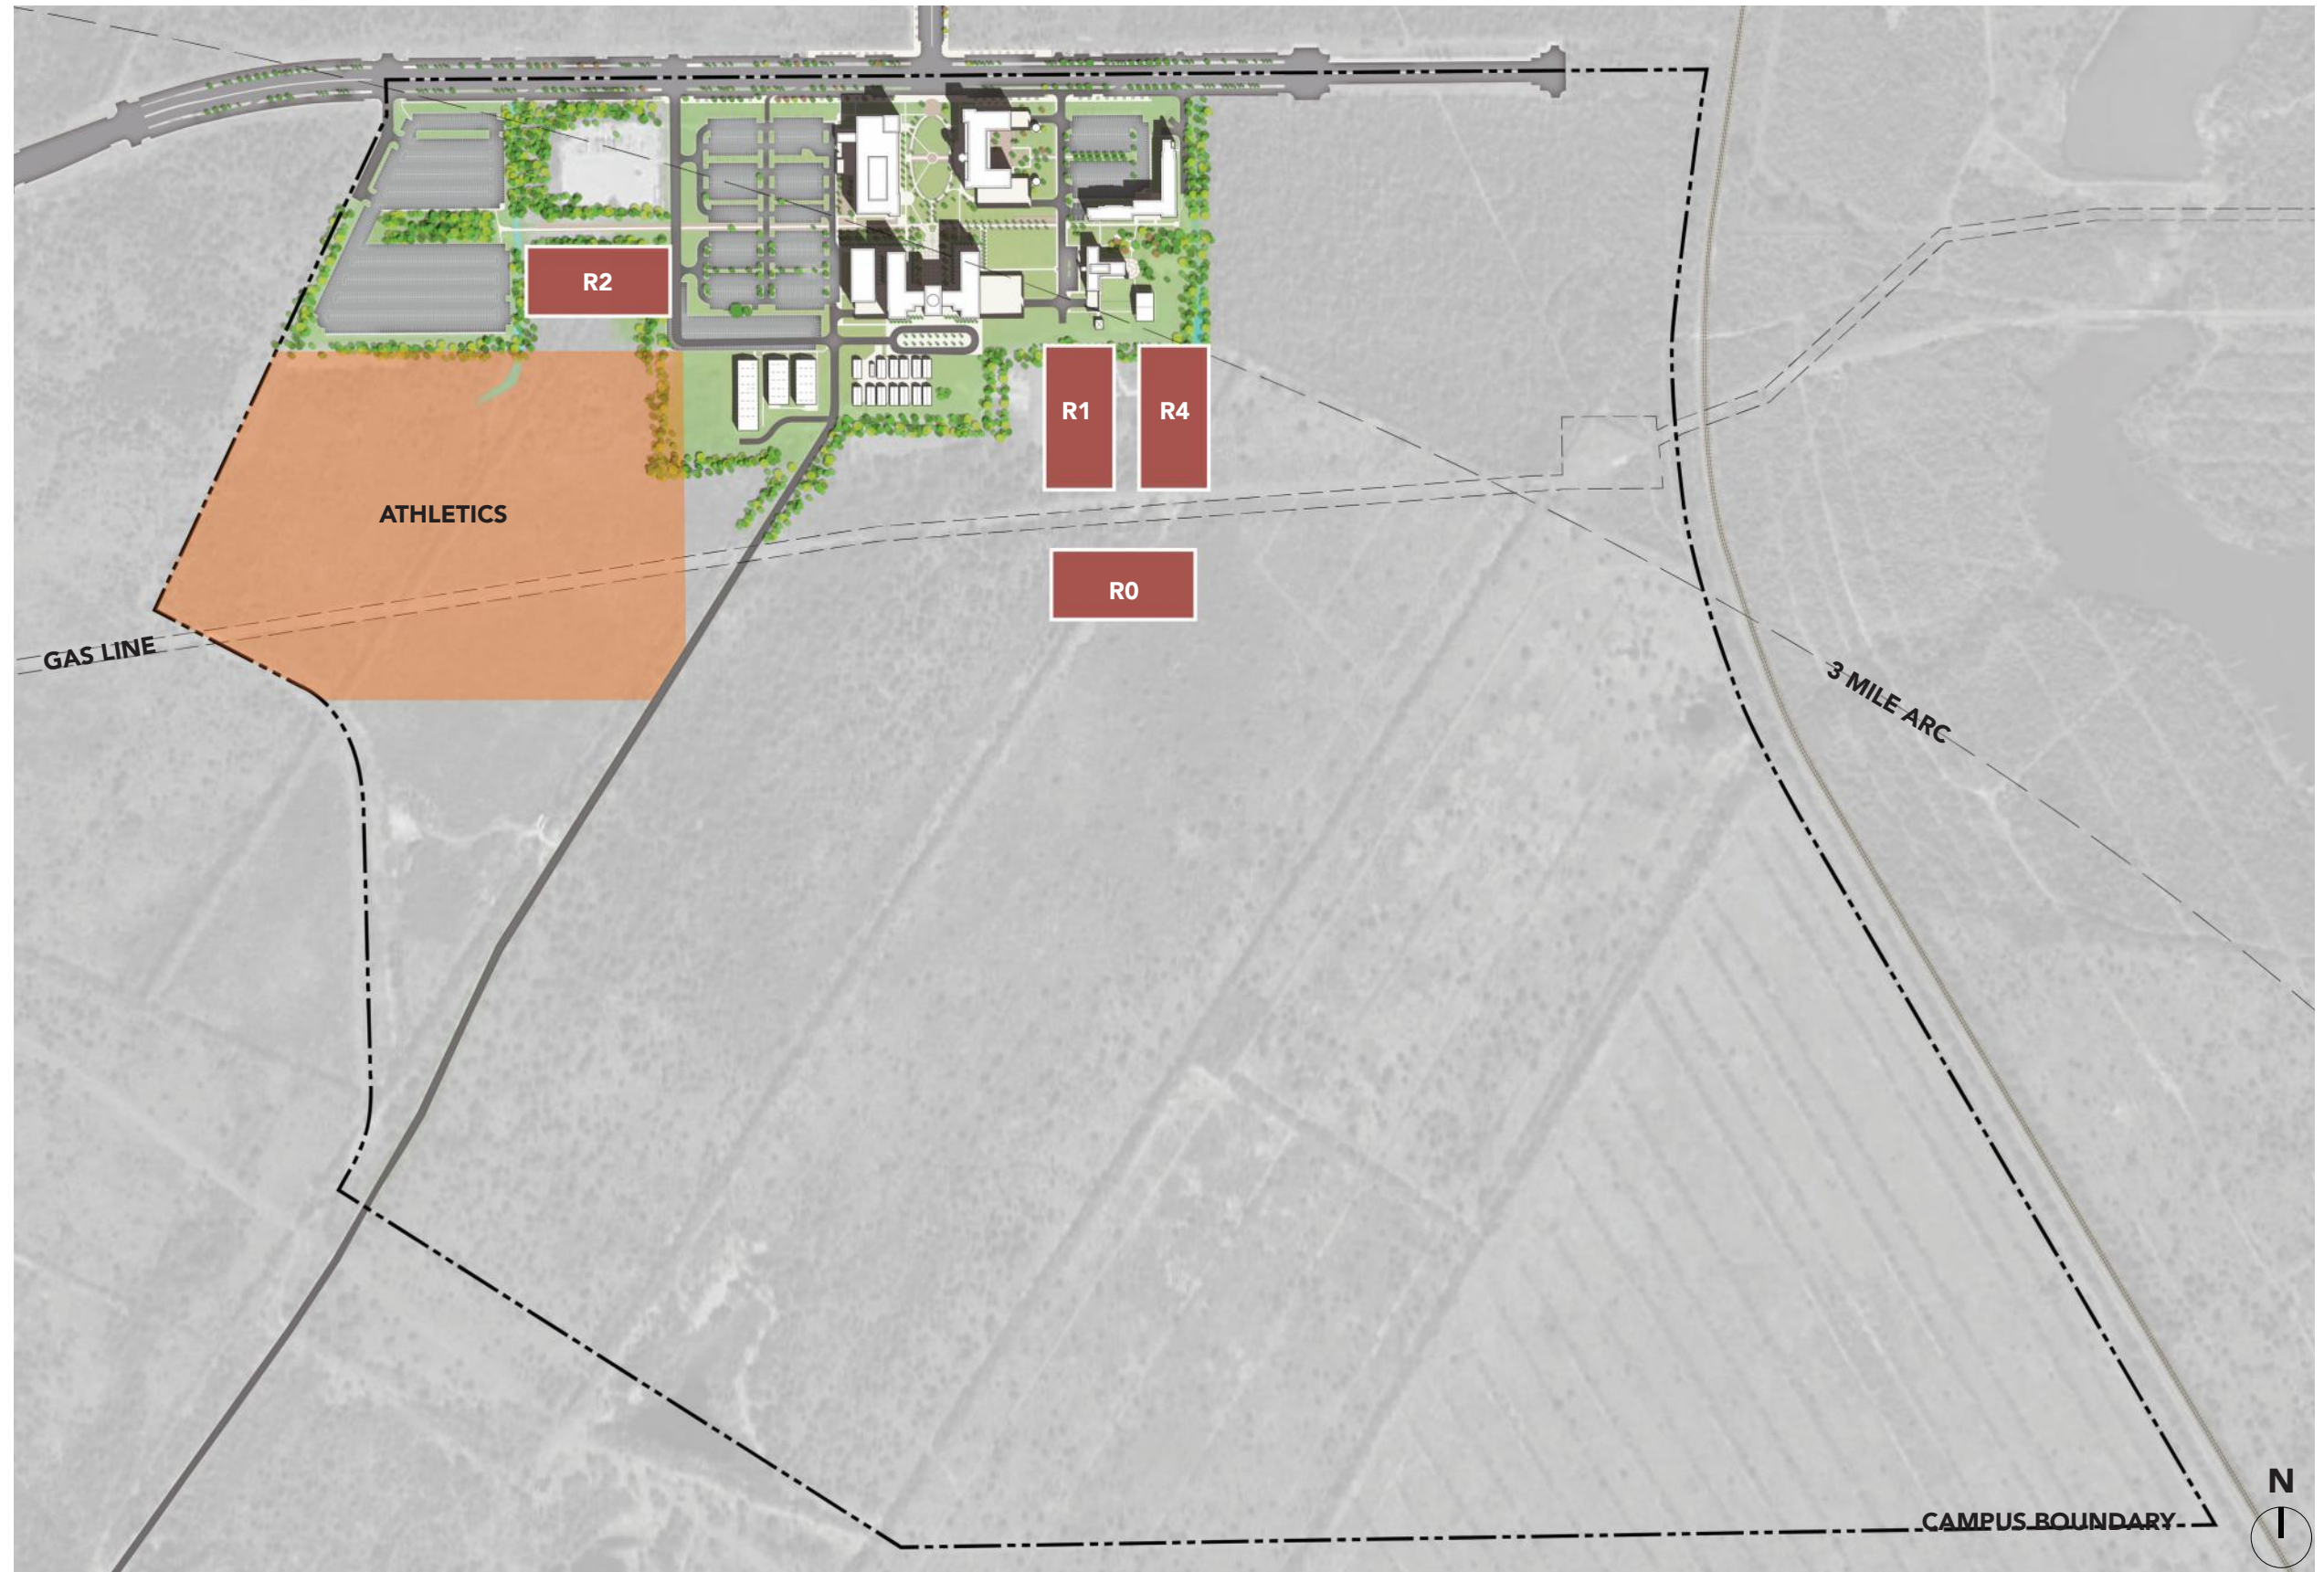 R2
R1
R4
ATHLETICS
R0
GAS LINE
3 MILE ARC
N
CAMPUS BOUNDARY